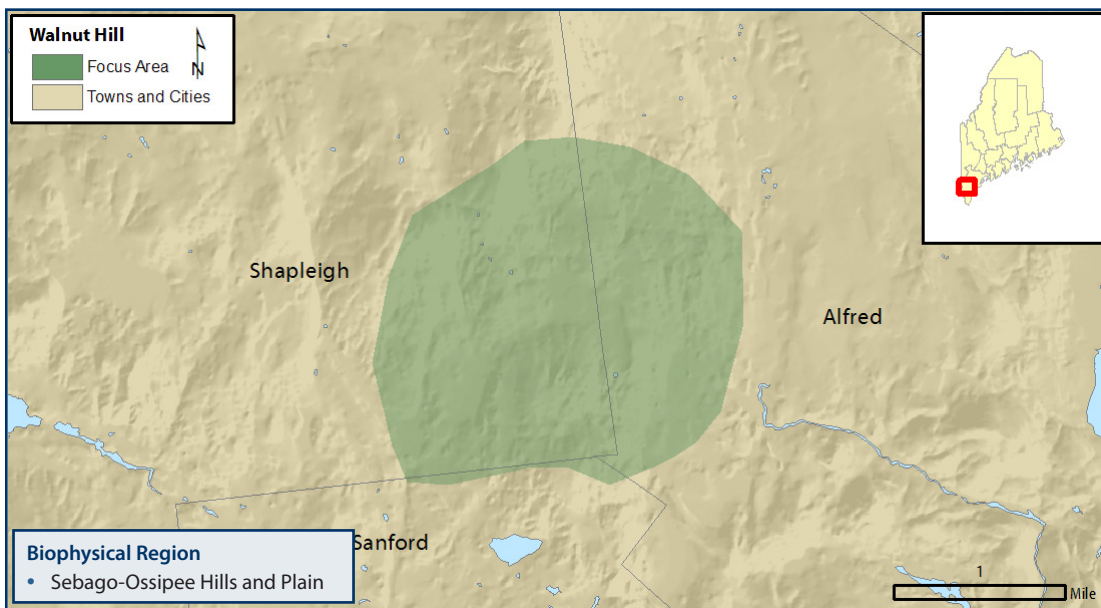 Walnut Hill
N
Focus Area
Towns and Cities
Shapleigh
Alfred
Sanford
Biophysical Region
• Sebago-Ossipee Hills and Plain
1
Mile